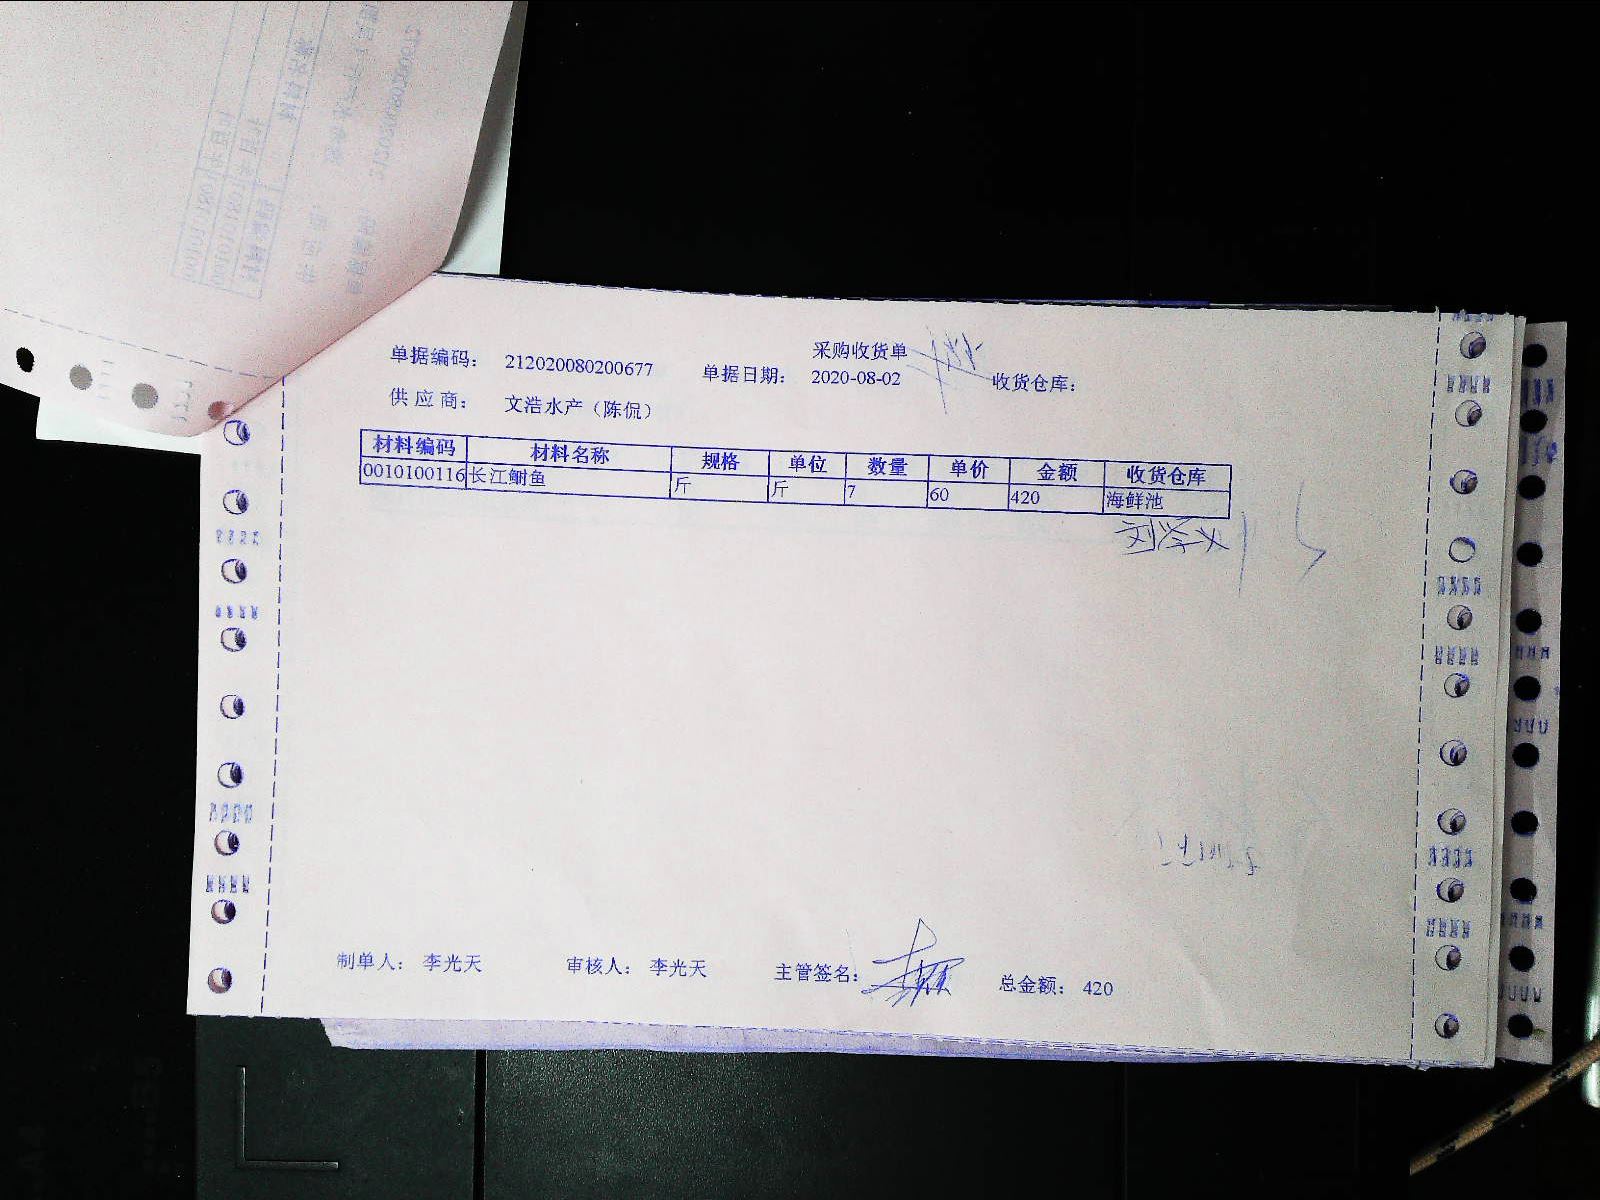 采购收货单
单据编码： 212020080200677 单据日期： 2020-08-02 收货仓库：
供应商： 文浩水产（陈侃）
材料编码 材料名称 规格 单位 数量 单价 金额 收货仓库
0010100116 长江鮰鱼 斤 斤 7 60 420 海鲜池
制单人： 李光天 审核人： 李光天 主管签名： 总金额： 420